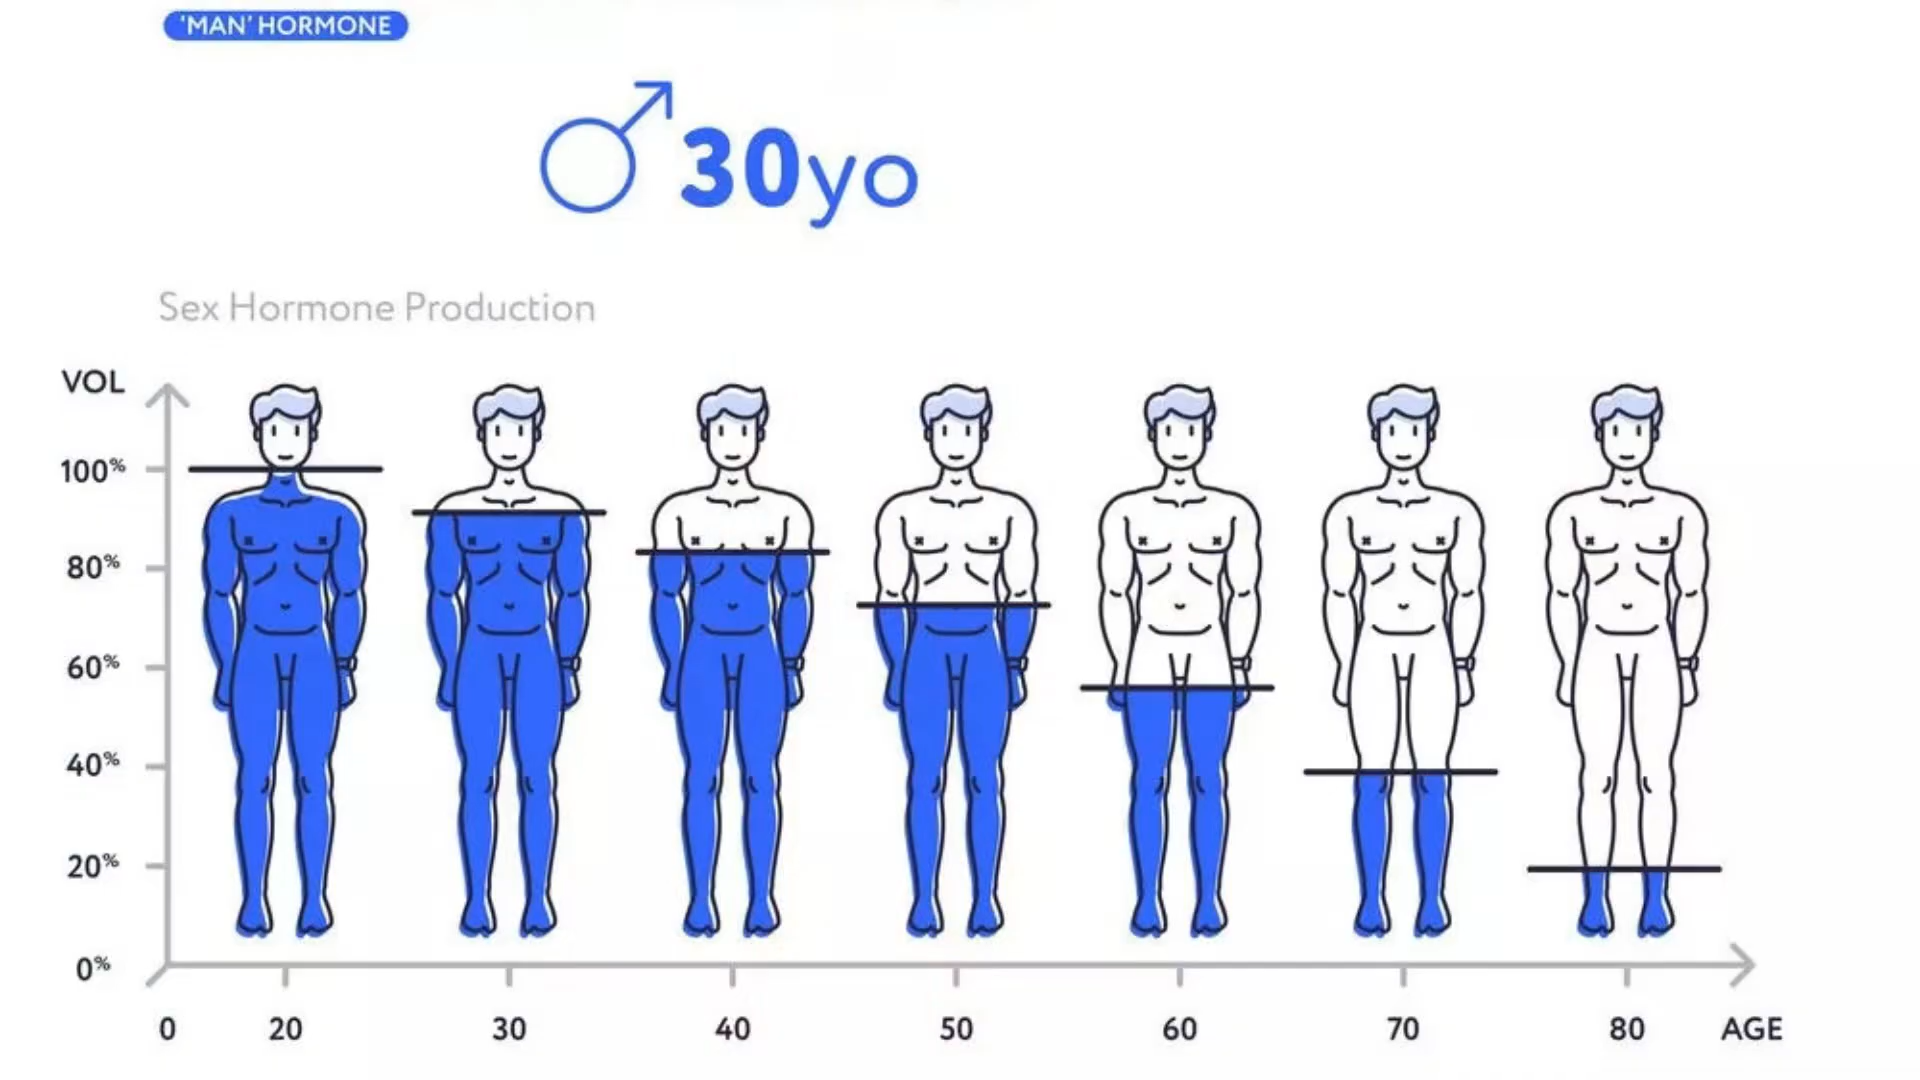 'MAN' HORMONE
30yo
Sex Hormone Production
VOL
100%
80%
60%
40%
20%
0%
0 20 30 40 50 60 70 80 AGE